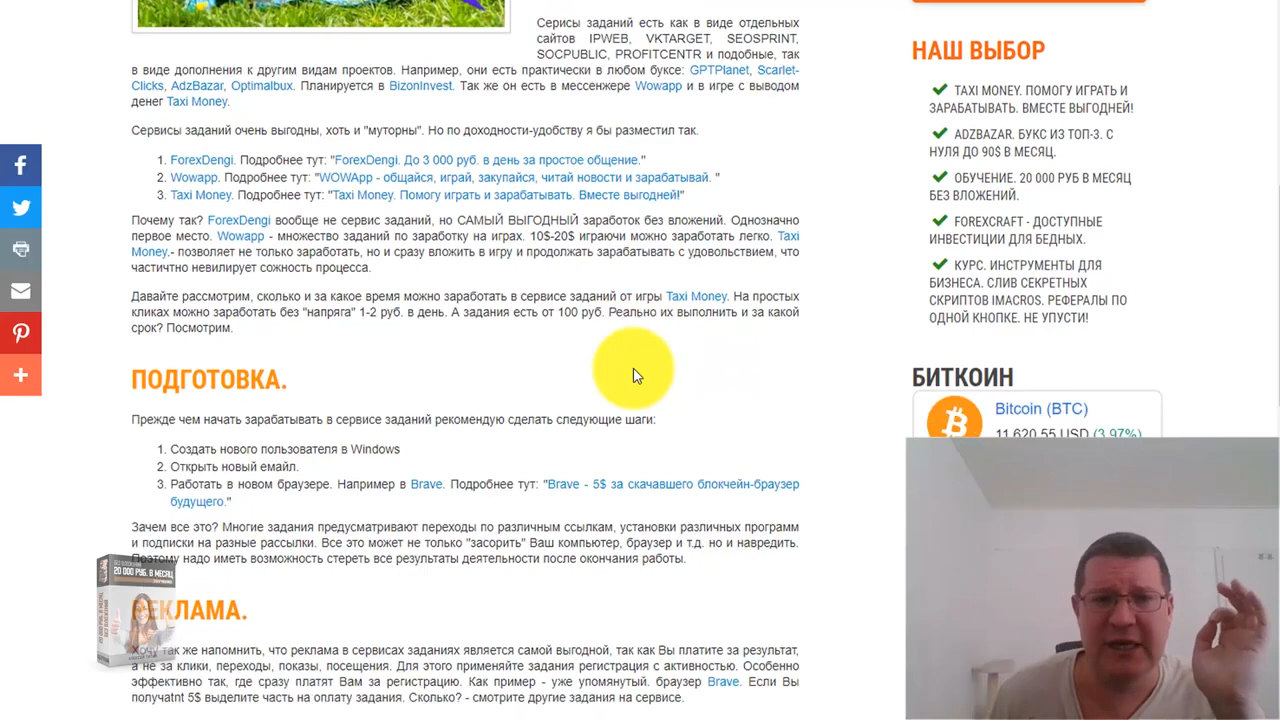 Серисы заданий есть как в виде отдельных
сайтов IPWEB, VKTARGET, SEOSPRINT,
SOCPUBLIC, PROFITCENTR и подобные, так
в виде дополнения к другим видам проектов. Например, они есть практически в любом буксе: GPTPlanet, Scarlet-
Clicks, AdzBazar, Optimalbux. Планируется в BizonInvest. Так же он есть в мессенжере Wowapp и в игре с выводом
денег Taxi Money.
Сервисы заданий очень выгодны, хоть и "муторны". Но по доходности-удобству я бы разместил так.
1. ForexDengi. Подробнее тут: "ForexDengi. До 3 000 руб. в день за простое общение."
2. Wowapp. Подробнее тут: "WOWApp - общайся, играй, закупайся, читай новости и зарабатывай. "
3. Taxi Money. Подробнее тут: "Taxi Money. Помогу играть и зарабатывать. Вместе выгодней!"
Почему так? ForexDengi вообще не сервис заданий, но САМЫЙ ВЫГОДНЫЙ заработок без вложений. Однозначно
первое место. Wowapp - множество заданий по заработку на играх. 10$-20$ играючи можно заработать легко. Taxi
Money.- позволяет не только заработать, но и сразу вложить в игру и продолжать зарабатывать с удовольствием, что
частично невилирует сожность процесса.
Давайте рассмотрим, сколько и за какое время можно заработать в сервисе заданий от игры Taxi Money. На простых
кликах можно заработать без "напряга" 1-2 руб. в день. А задания есть от 100 руб. Реально их выполнить и за какой
срок? Посмотрим.
ПОДГОТОВКА.
Прежде чем начать зарабатывать в сервисе заданий рекомендую сделать следующие шаги:
1. Создать нового пользователя в Windows
2. Открыть новый емайл.
3. Работать в новом браузере. Например в Brave. Подробнее тут: "Brave - 5$ за скачавшего блокчейн-браузер
будущего."
Зачем все это? Многие задания предусматривают переходы по различным ссылкам, установки различных программ
и подписки на разные рассылки. Все это может не только "засорить" Ваш компьютер, браузер и т.д. но и навредить.
Поэтому надо иметь возможность стереть все результаты деятельности после окончания работы.
РЕКЛАМА.
Хочу так же напомнить, что реклама в сервисах заданиях является самой выгодной, так как Вы платите за результат,
а не за клики, переходы, показы, посещения. Для этого применяйте задания регистрация с активностью. Особенно
эффективно так, где сразу платят Вам за регистрацию. Как пример - уже упомянутый. браузер Brave. Если Вы
получатnt 5$ выделите часть на оплату задания. Сколько? - смотрите другие задания на сервисе.
20 000 РУБ. В МЕСЯЦ
НАШ ВЫБОР
TAXI MONEY. ПОМОГУ ИГРАТЬ И
ЗАРАБАТЫВАТЬ. ВМЕСТЕ ВЫГОДНЕЙ!
ADZBAZAR. БУКС ИЗ ТОП-3. С
НУЛЯ ДО 90$ В МЕСЯЦ.
ОБУЧЕНИЕ. 20 000 РУБ В МЕСЯЦ
БЕЗ ВЛОЖЕНИЙ.
FOREXCRAFT - ДОСТУПНЫЕ
ИНВЕСТИЦИИ ДЛЯ БЕДНЫХ.
КУРС. ИНСТРУМЕНТЫ ДЛЯ
БИЗНЕСА. СЛИВ СЕКРЕТНЫХ
СКРИПТОВ IMACROS. РЕФЕРАЛЫ ПО
ОДНОЙ КНОПКЕ. НЕ УПУСТИ!
БИТКОИН
Bitcoin (BTC)
11,620.55 USD (3.97%)